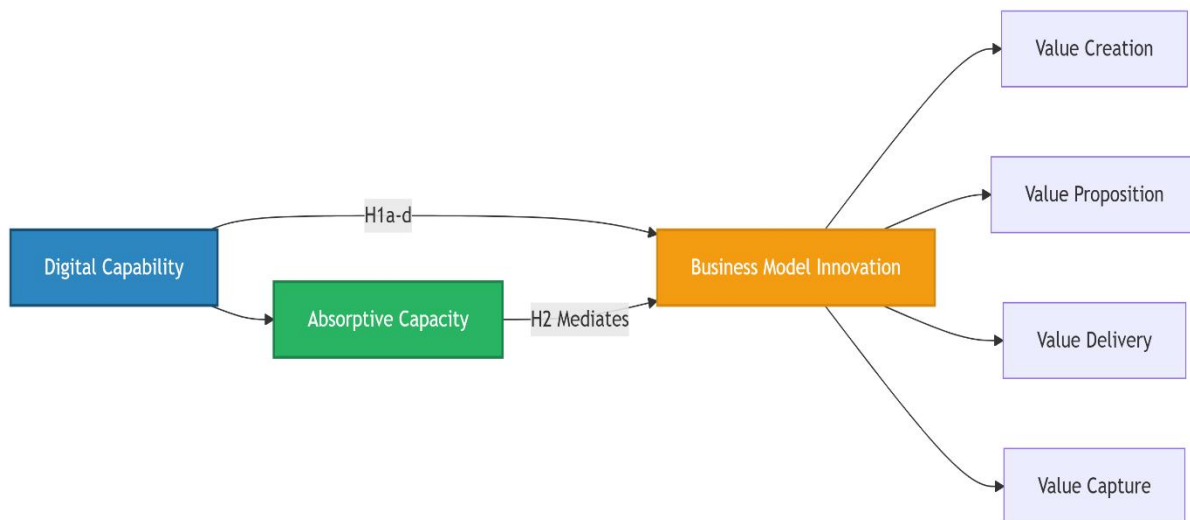 Value Creation
Value Proposition
H1a-d
Digital Capability
Business Model Innovation
Absorptive Capacity
H2 Mediates
Value Delivery
Value Capture